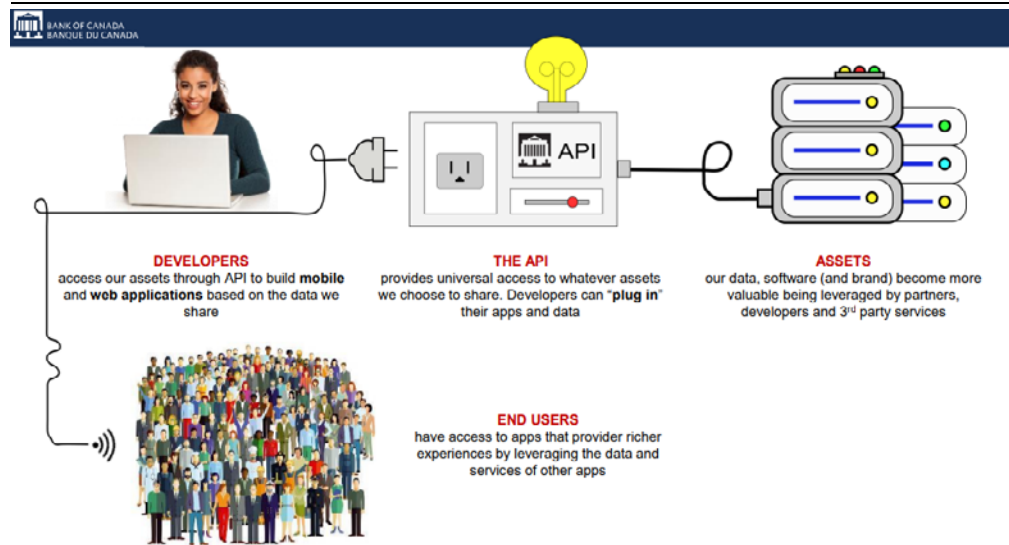 BANK OF CANADA
BANQUE DU CANADA
API
DEVELOPERS
access our assets through API to build mobile
and web applications based on the data we
share
THE API
provides universal access to whatever assets
we choose to share. Developers can “plug in”
their apps and data
ASSETS
our data, software (and brand) become more
valuable being leveraged by partners,
developers and 3rd party services
END USERS
have access to apps that provider richer
experiences by leveraging the data and
services of other apps